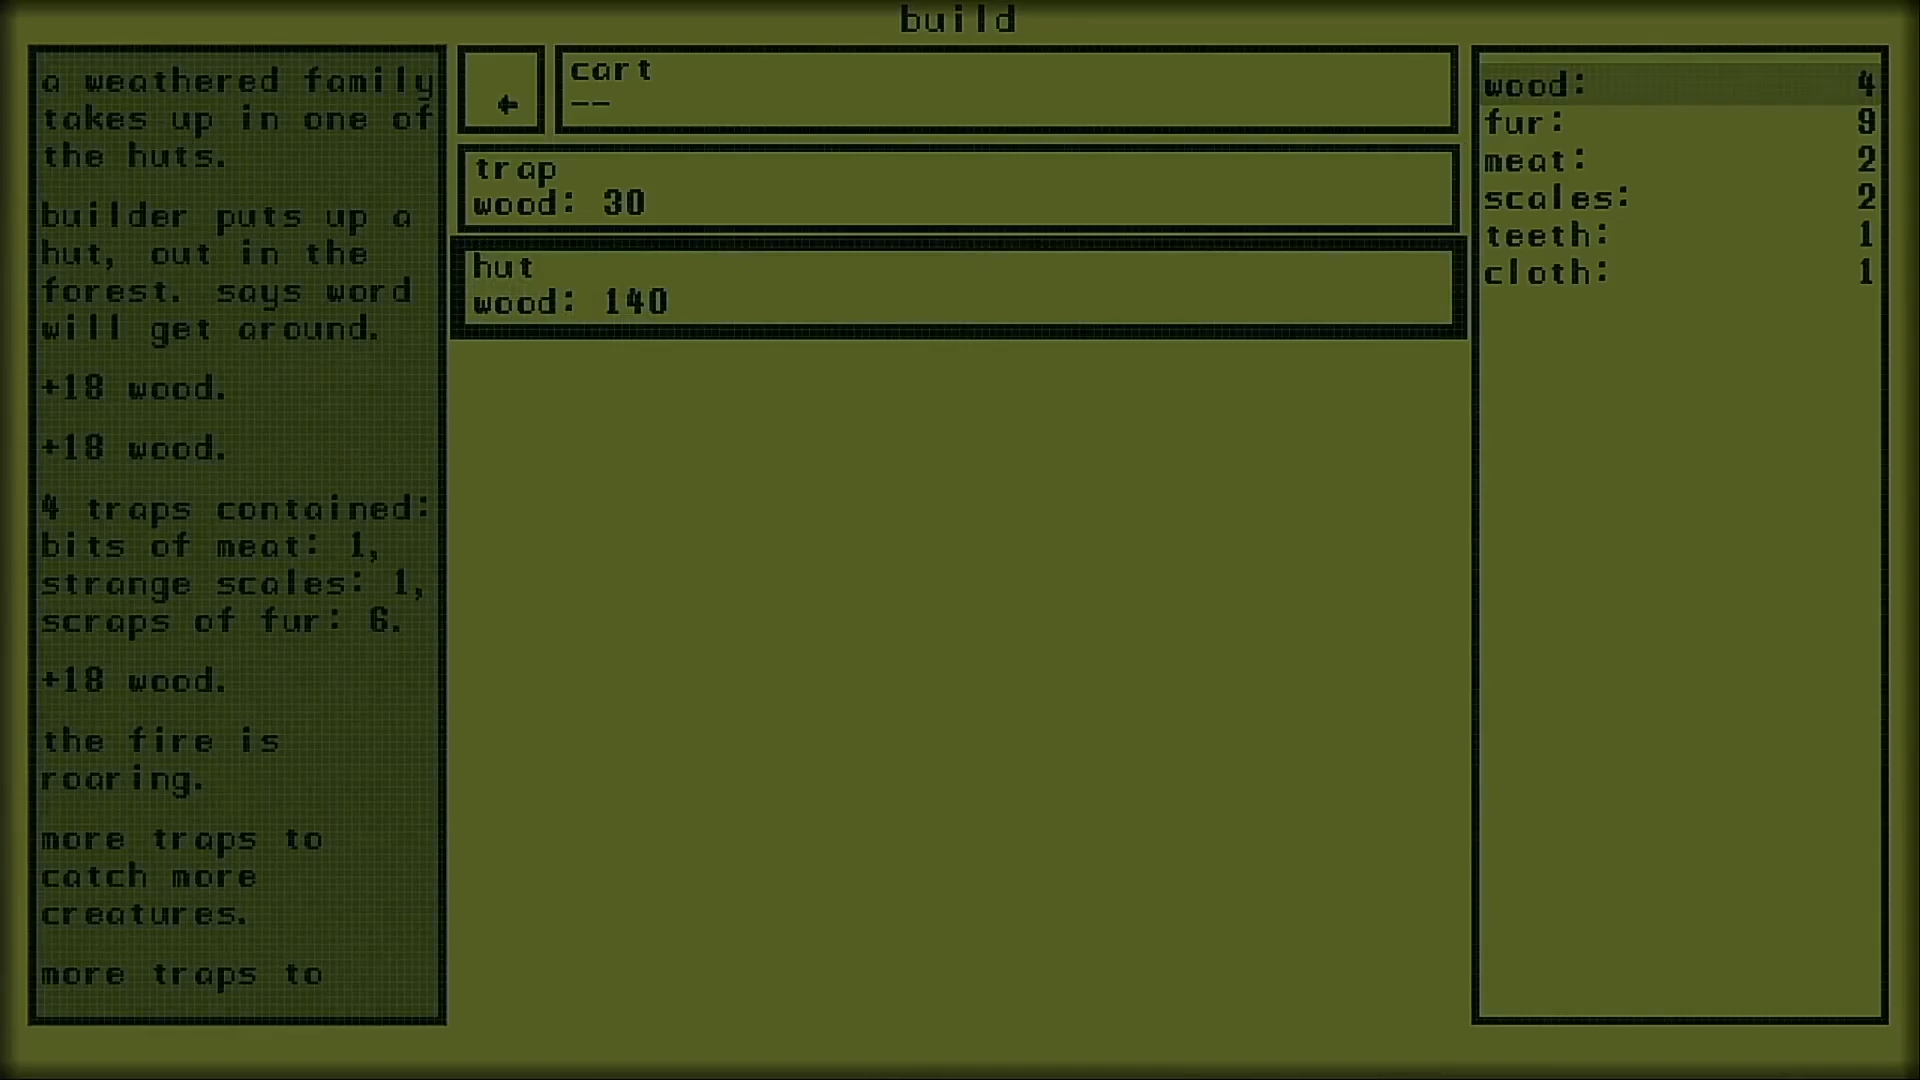 build
a weathered family
takes up in one of
the huts.
builder puts up a
hut, out in the
forest. says word
will get around.
+18 wood.
+18 wood.
4 traps contained:
bits of meat: 1,
strange scales: 1,
scraps of fur: 6.
+18 wood.
the fire is
roaring.
more traps to
catch more
creatures.
more traps to
←
cart
--
trap
wood: 30
hut
wood: 140
wood: 4
fur: 9
meat: 2
scales: 2
teeth: 1
cloth: 1